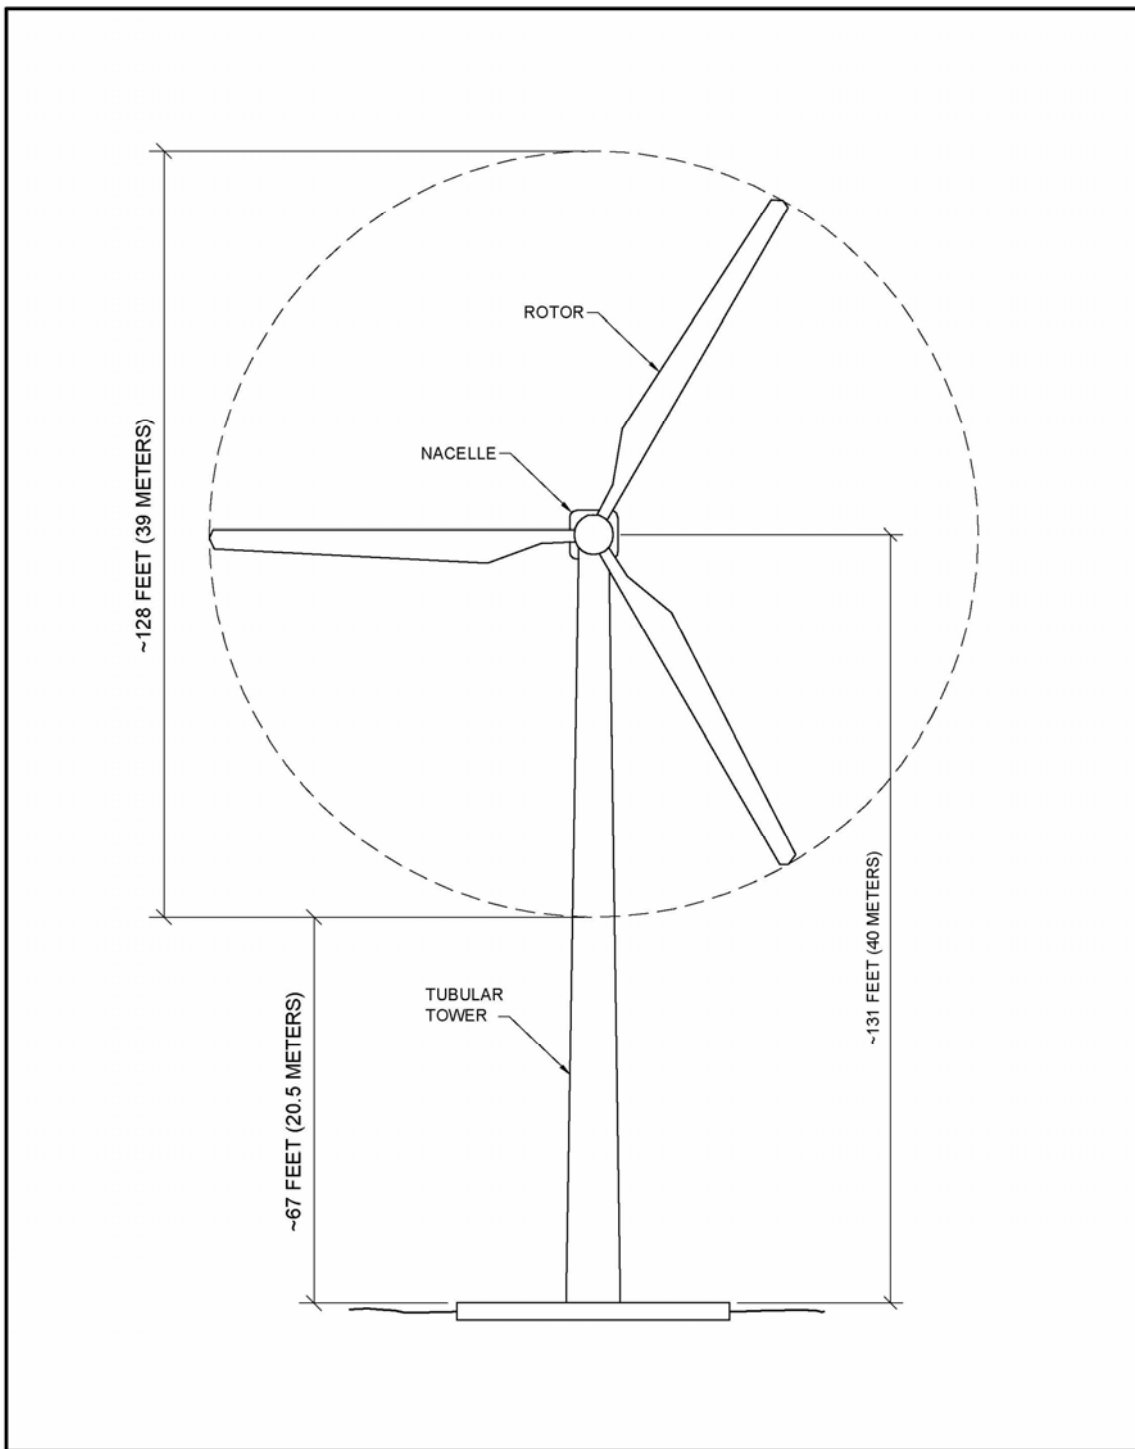 ROTOR
NACELLE
~128 FEET (39 METERS)
~131 FEET (40 METERS)
TUBULAR
TOWER
~67 FEET (20.5 METERS)